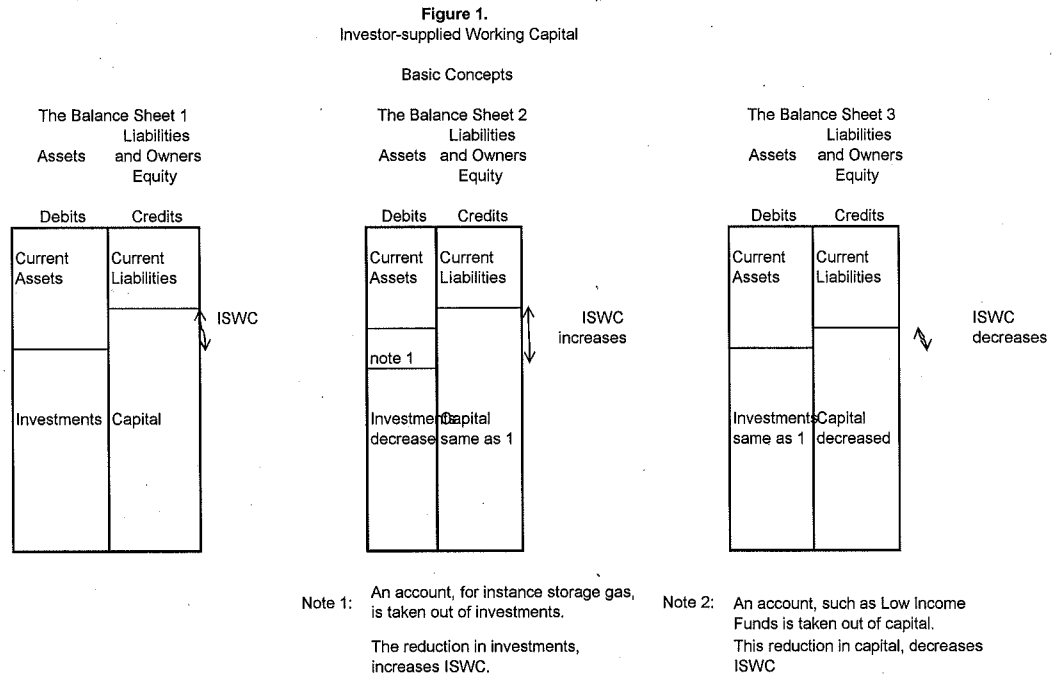 Figure 1.
Investor-supplied Working Capital
Basic Concepts
The Balance Sheet 1
Liabilities
Assets and Owners
Equity
Debits Credits
Current Current
Assets Liabilities
ISWC
Investments Capital
The Balance Sheet 2
Liabilities
Assets and Owners
Equity
Debits Credits
Current Current
Assets Liabilities
ISWC
increases
note 1
Investments Capital
decrease same as 1
The Balance Sheet 3
Liabilities
Assets and Owners
Equity
Debits Credits
Current Current
Assets Liabilities
ISWC
decreases
Investments Capital
same as 1 decreased
Note 1: An account, for instance storage gas,
is taken out of investments.
The reduction in investments,
increases ISWC.
Note 2: An account, such as Low Income
Funds is taken out of capital.
This reduction in capital, decreases
ISWC